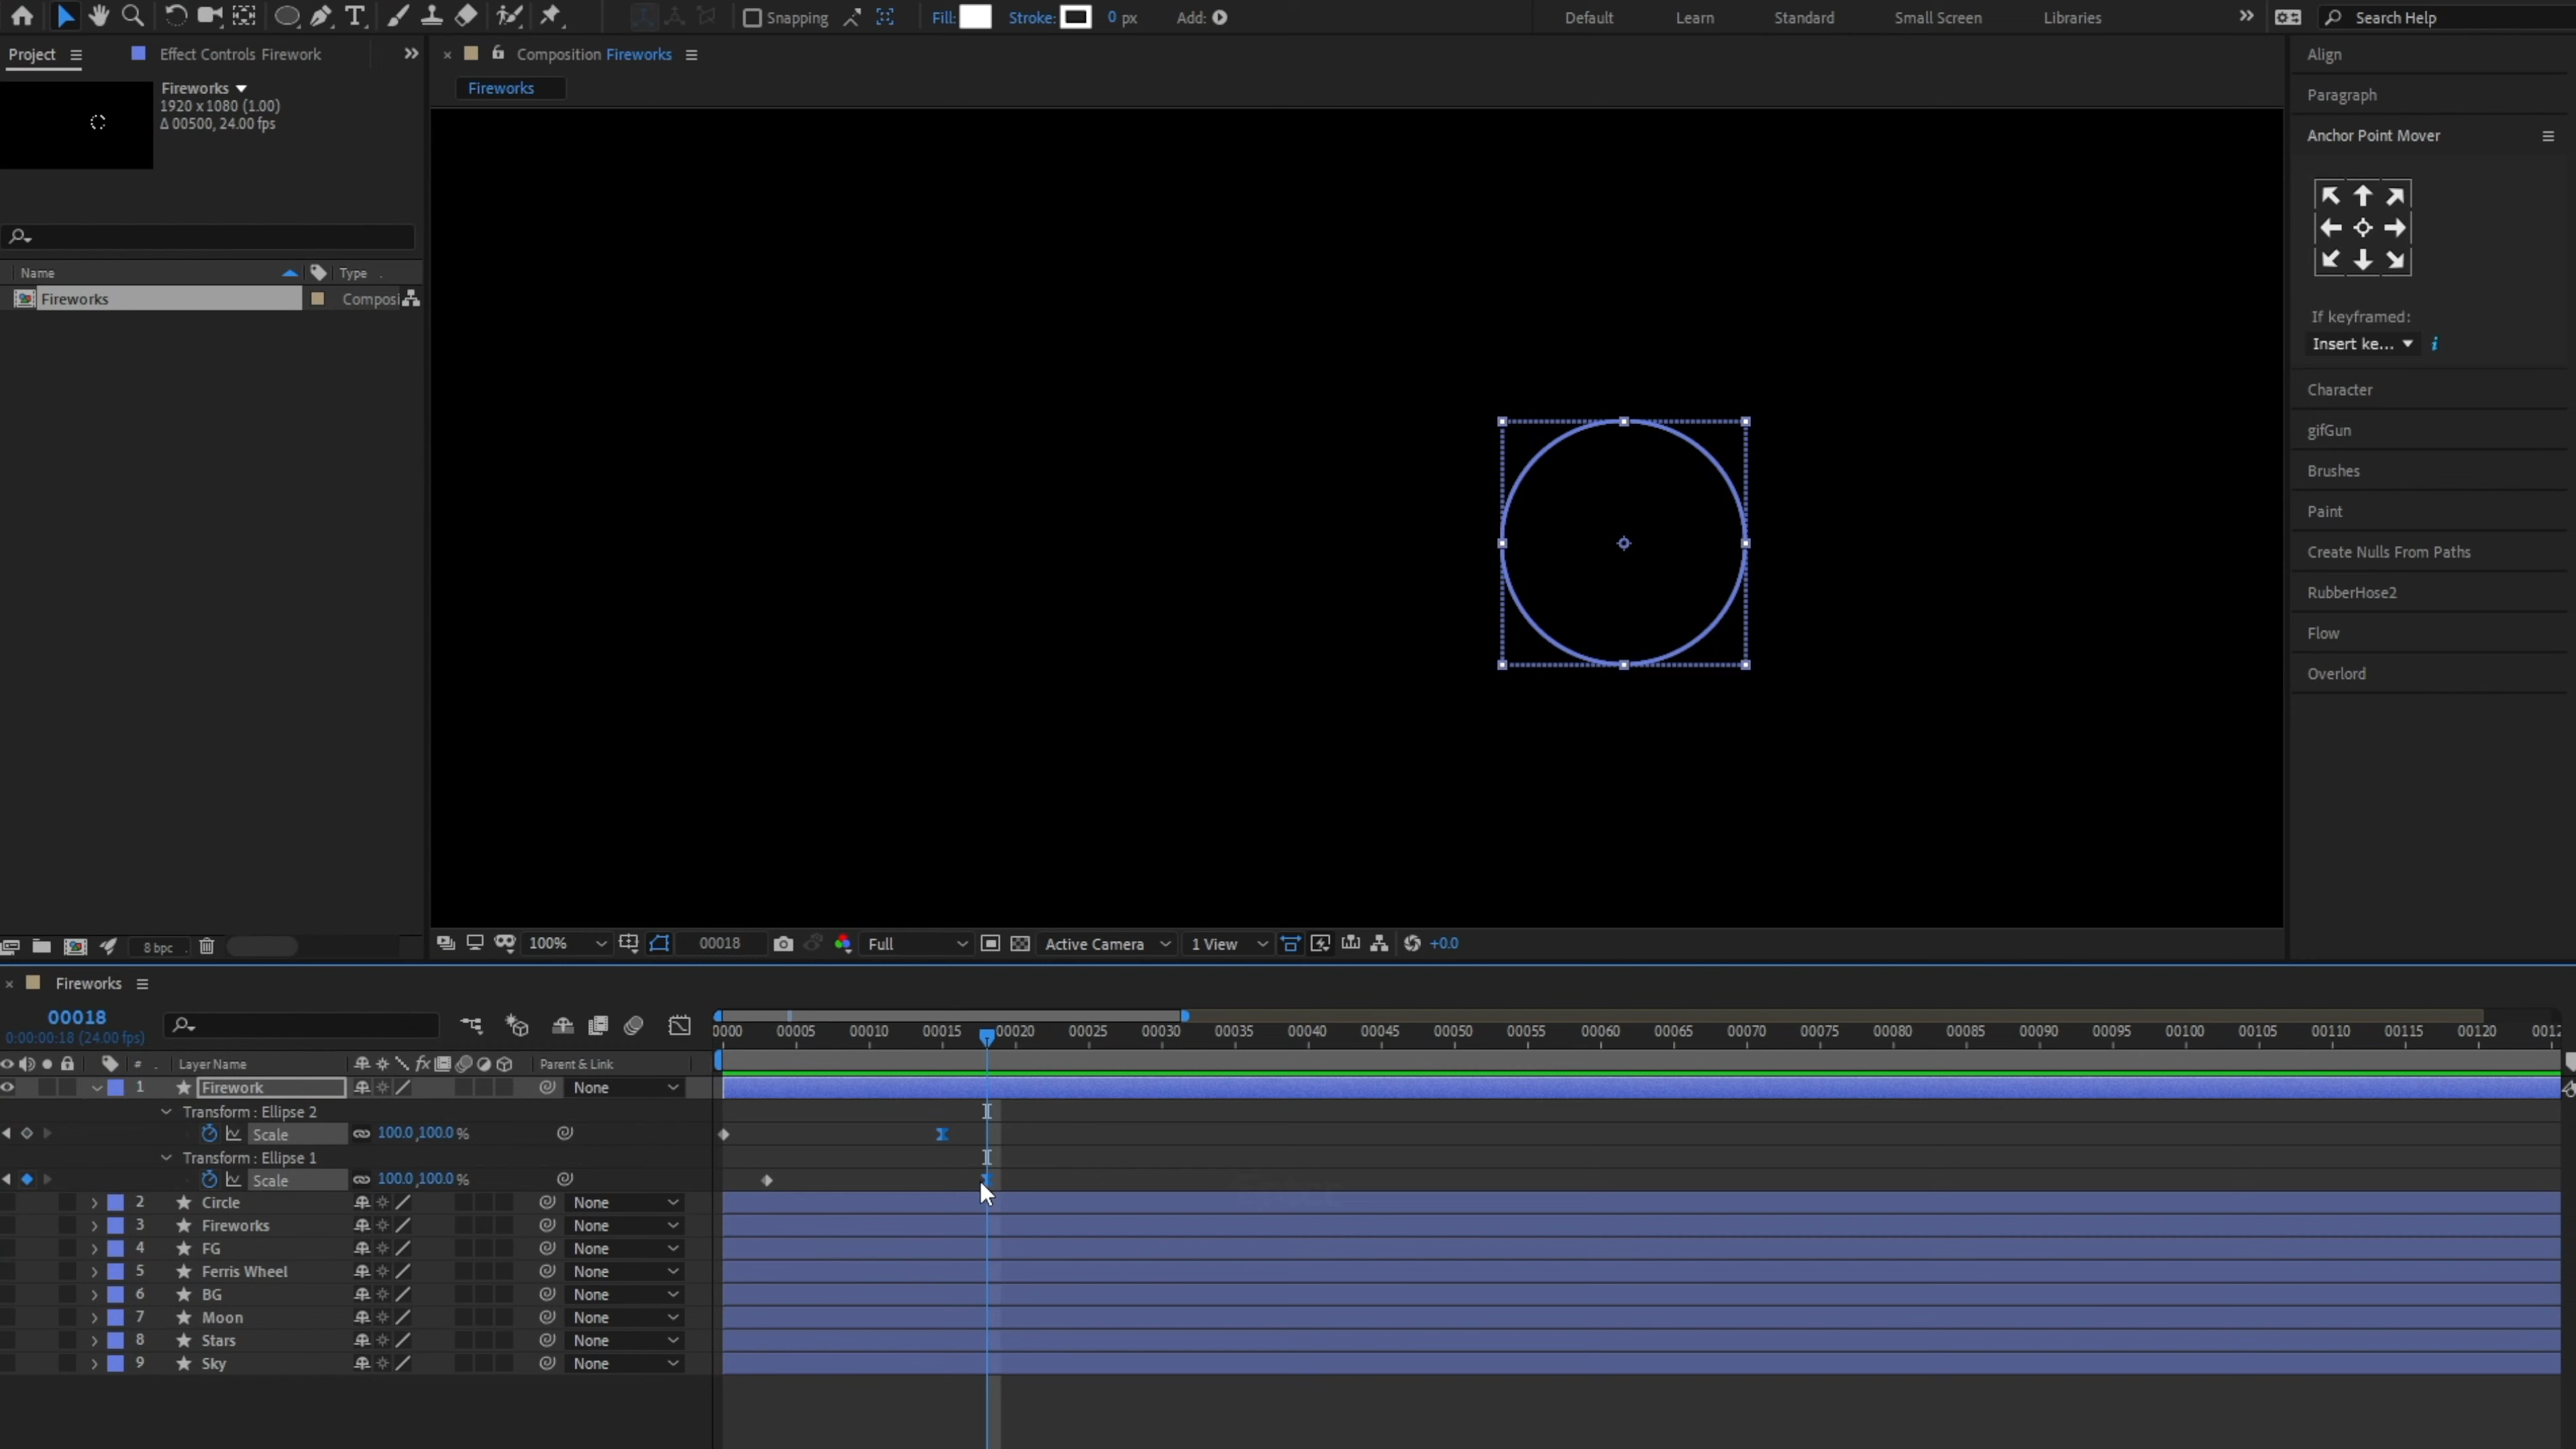 Snapping Fill: Stroke: 0 px Add: Default Learn Standard Small Screen Libraries Search Help
Project Effect Controls Firework
Composition Fireworks
Fireworks
1920 x 1080 (1.00)
Δ 00500, 24.00 fps
Fireworks
Name Type
Fireworks Composi
8 bpc
100% 00018 Full Active Camera 1 View +0.0
Align
Paragraph
Anchor Point Mover
If keyframed:
Insert ke...
Character
gifGun
Brushes
Paint
Create Nulls From Paths
RubberHose2
Flow
Overlord
Fireworks
00018
0:00:00:18 (24.00 fps)
0000 00005 00010 00015 00020 00025 00030 00035 00040 00045 00050 00055 00060 00065 00070 00075 00080 00085 00090 00095 00100 00105 00110 00115 00120 0012
# Layer Name fx Parent & Link
1 Firework None
Transform : Ellipse 2
Scale 100.0,100.0 %
Transform : Ellipse 1
Scale 100.0,100.0 %
2 Circle None
3 Fireworks None
4 FG None
5 Ferris Wheel None
6 BG None
7 Moon None
8 Stars None
9 Sky None